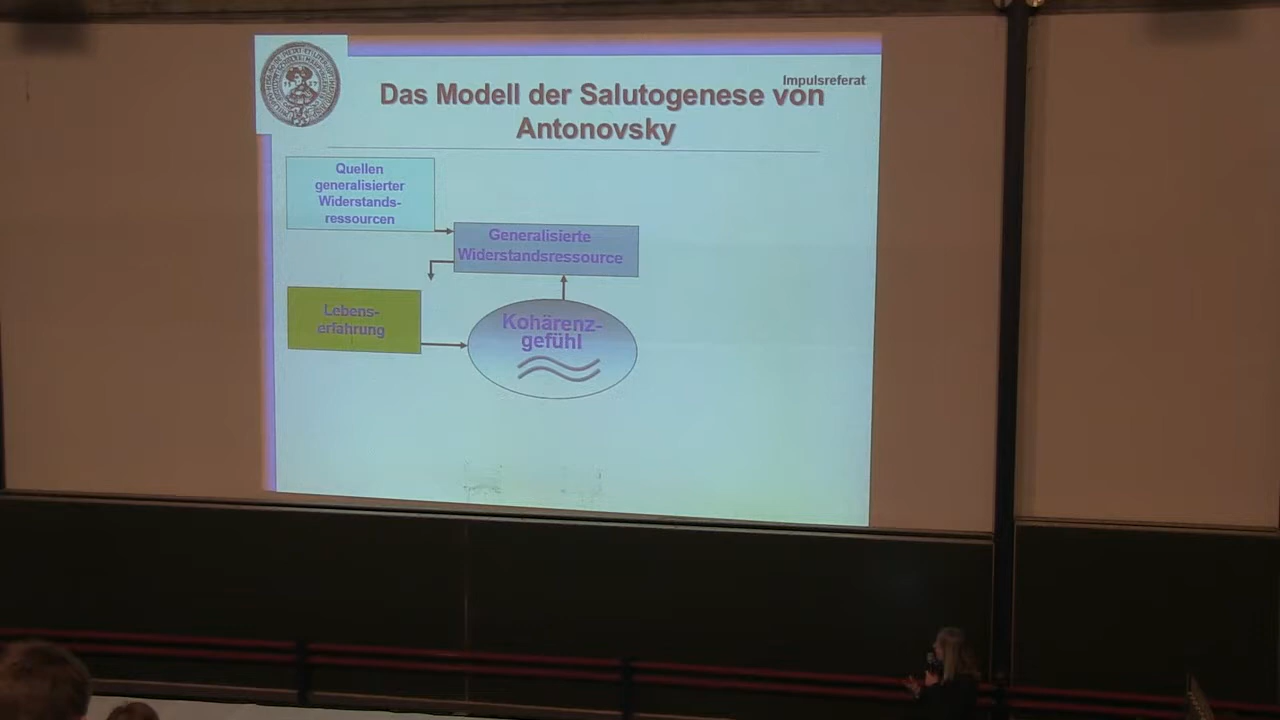 Impulsreferat
Das Modell der Salutogenese von
Antonovsky
Quellen
generalisierter
Widerstands-
ressourcen
Generalisierte
Widerstandsressource
Lebens-
erfahrung
Kohärenz-
gefühl